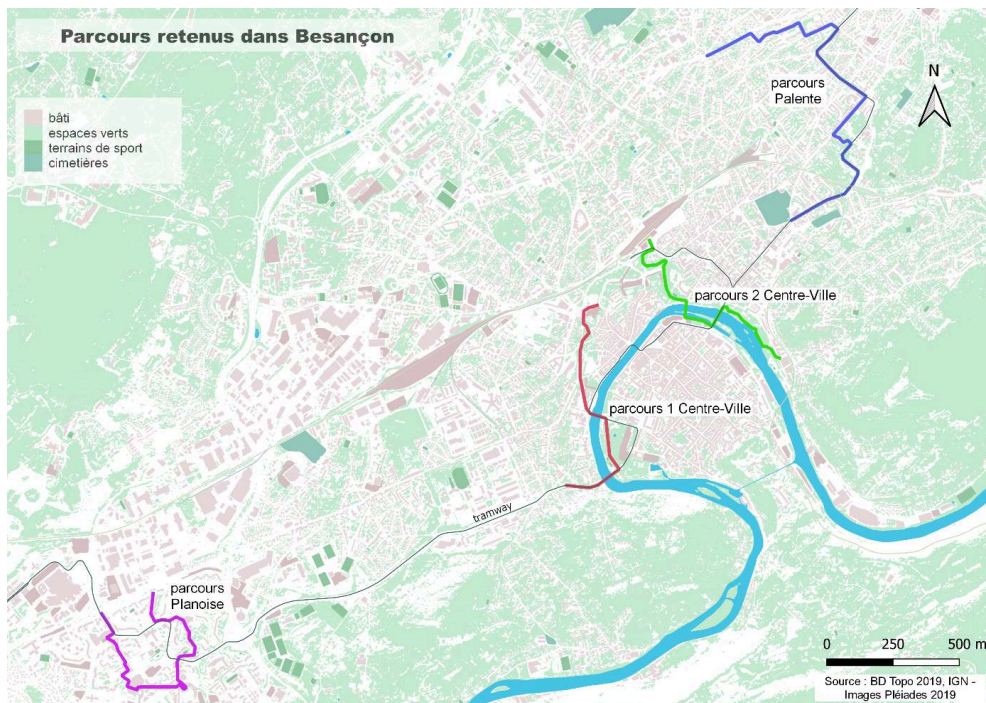 Parcours retenus dans Besançon
bâti
espaces verts
terrains de sport
cimetières
parcours
Palente
N
parcours 2 Centre-Ville
parcours 1 Centre-Ville
tramway
parcours
Planoise
0 250 500 m
Source : BD Topo 2019, IGN -
Images Pléiades 2019